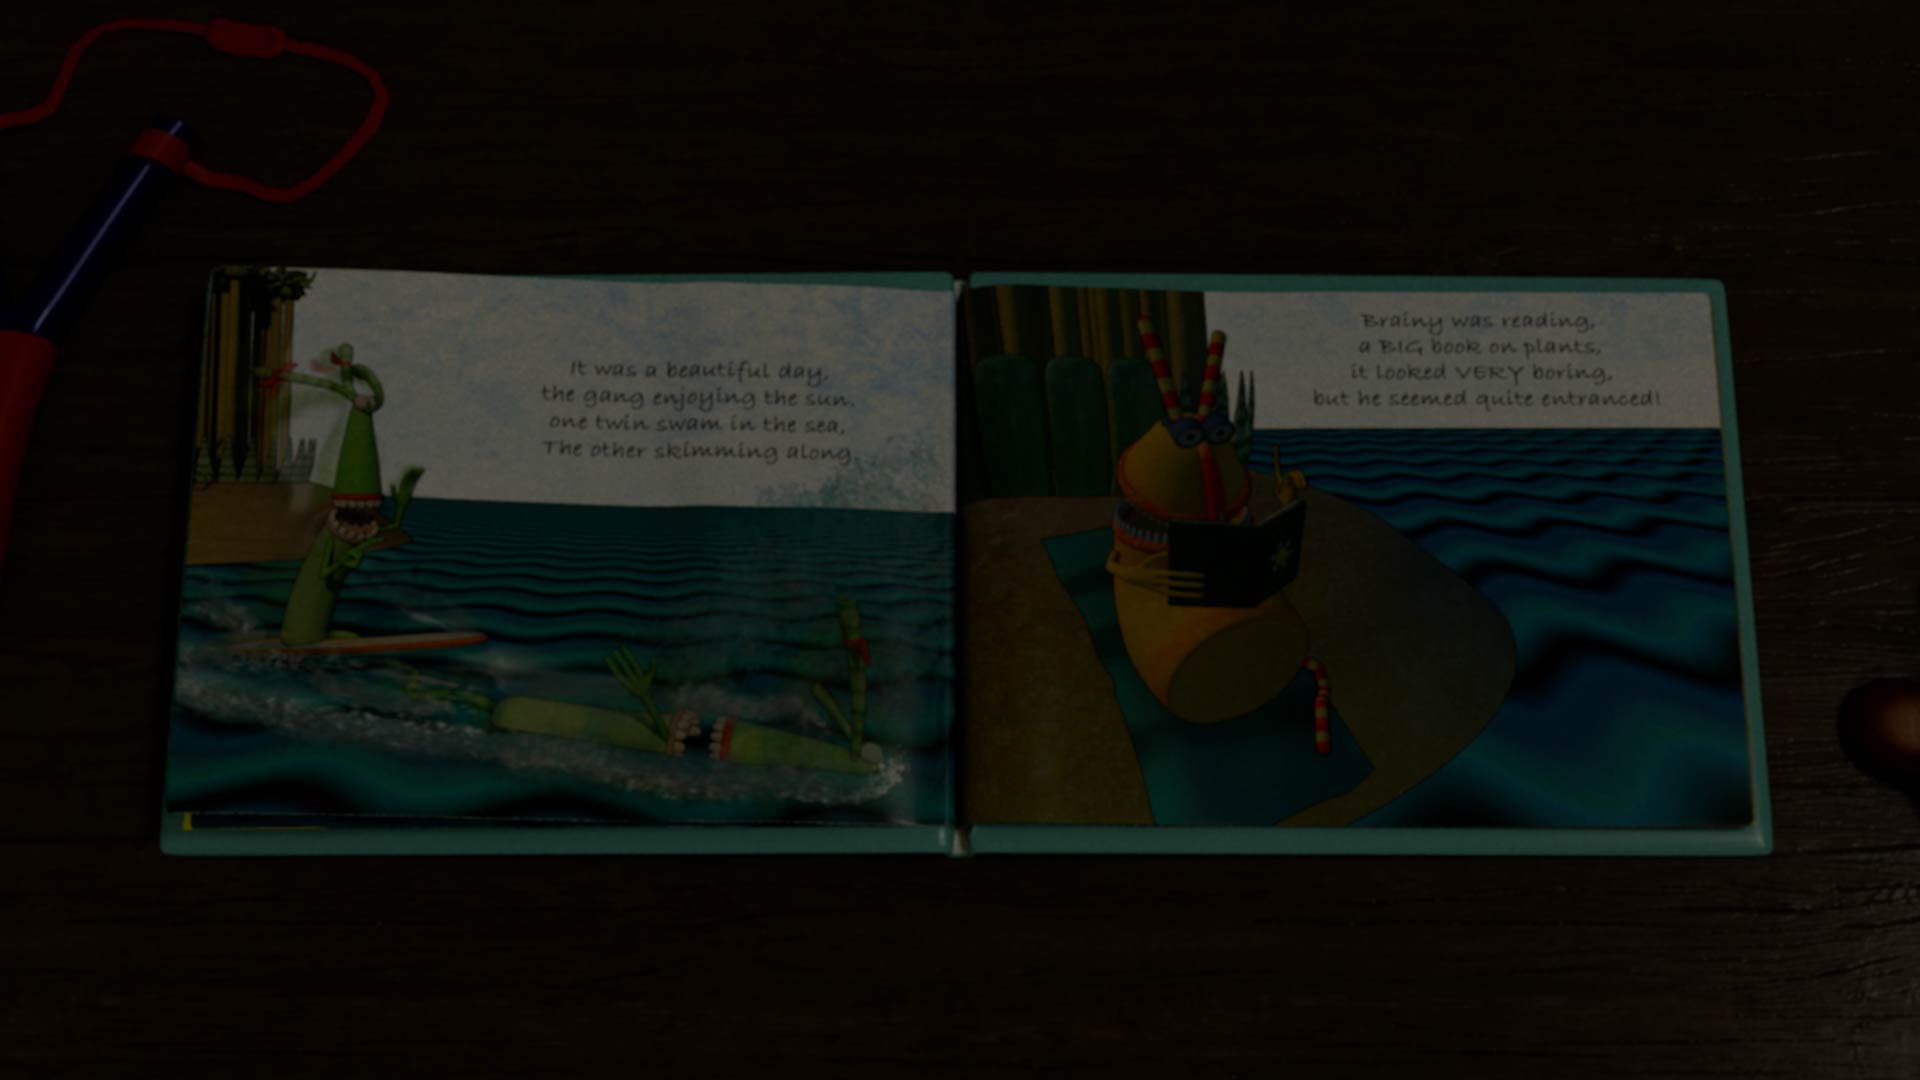 It was a beautiful day,
the gang enjoying the sun.
one twin swam in the sea,
The other skimming along.
Brainy was reading,
a BIG book on plants,
it looked VERY boring,
but he seemed quite entranced!